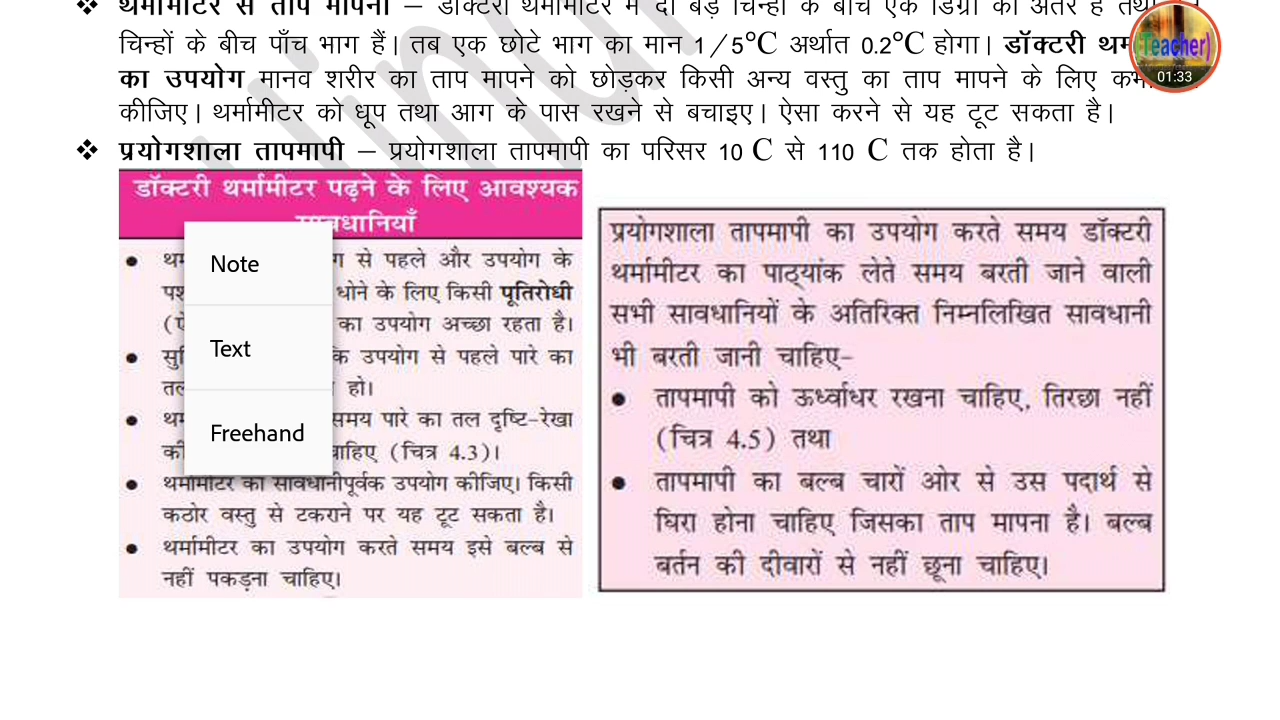 ❖ थर्मामीटर से ताप मापना – डॉक्टरी थर्मामीटर में दो बड़े चिन्हों के बीच एक डिग्री का अंतर है तथा
चिन्हों के बीच पाँच भाग हैं। तब एक छोटे भाग का मान 1/5°C अर्थात 0.2°C होगा। डॉक्टरी
का उपयोग मानव शरीर का ताप मापने को छोड़कर किसी अन्य वस्तु का ताप मापने के लिए
कीजिए। थर्मामीटर को धूप तथा आग के पास रखने से बचाइए। ऐसा करने से यह टूट सकता है।
❖ प्रयोगशाला तापमापी – प्रयोगशाला तापमापी का परिसर 10 C से 110 C तक होता है।
डॉक्टरी थर्मामीटर पढ़ने के लिए आवश्यक
से पहले और उपयोग के
धोने के लिए किसी पूतिरोधी
का उपयोग अच्छा रहता है।
उपयोग से पहले पारे का
हो।
समय पारे का तल दृष्टि-रेखा
(चित्र 4.3)।
• थर्मामीटर का सावधानीपूर्वक उपयोग कीजिए। किसी
कठोर वस्तु से टकराने पर यह टूट सकता है।
• थर्मामीटर का उपयोग करते समय इसे बल्ब से
नहीं पकड़ना चाहिए।
Note
Text
Freehand
प्रयोगशाला तापमापी का उपयोग करते समय डॉक्टरी
थर्मामीटर का पाठ्यांक लेते समय बरती जाने वाली
सभी सावधानियों के अतिरिक्त निम्नलिखित सावधानी
भी बरती जानी चाहिए-
• तापमापी को ऊर्ध्वाधर रखना चाहिए, तिरछा नहीं
(चित्र 4.5) तथा
• तापमापी का बल्ब चारों ओर से उस पदार्थ से
घिरा होना चाहिए जिसका ताप मापना है। बल्ब
बर्तन की दीवारों से नहीं छूना चाहिए।
Teacher)
01:33